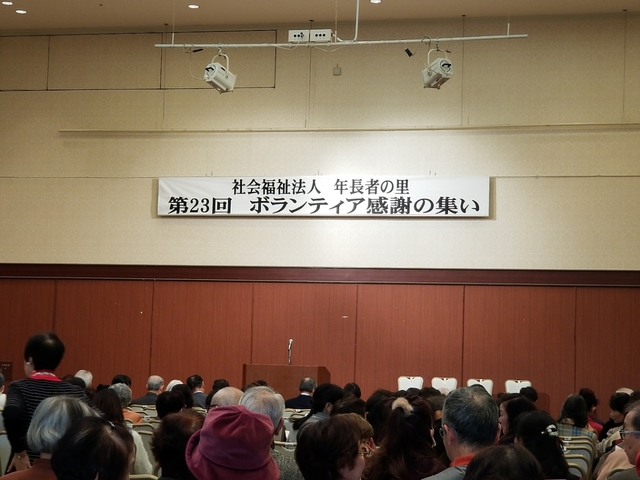 社会福祉法人　年長者の里
第23回　ボランティア感謝の集い